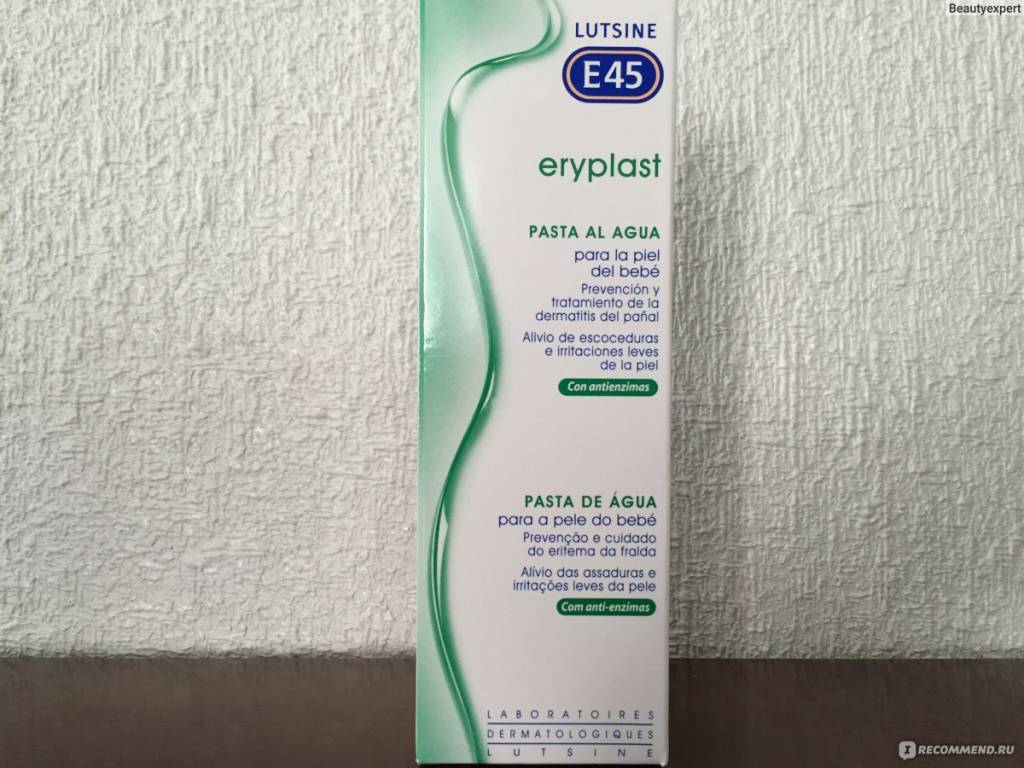 Beautyexpert
LUTSINE
E45
eryplast
PASTA AL AGUA
para la piel
del bebé
Prevención y
tratamiento de la
dermatitis del pañal
Alivio de escoceduras
e irritaciones leves
de la piel
Con antienzimas
PASTA DE ÁGUA
para a pele do bebé
Prevenção e cuidado
do eritema da fralda
Alívio das assaduras e
irritações leves da pele
Com anti-enzimas
LABORATOIRES
DERMATOLOGIQUES
LUTSINE
IRECOMMEND.RU